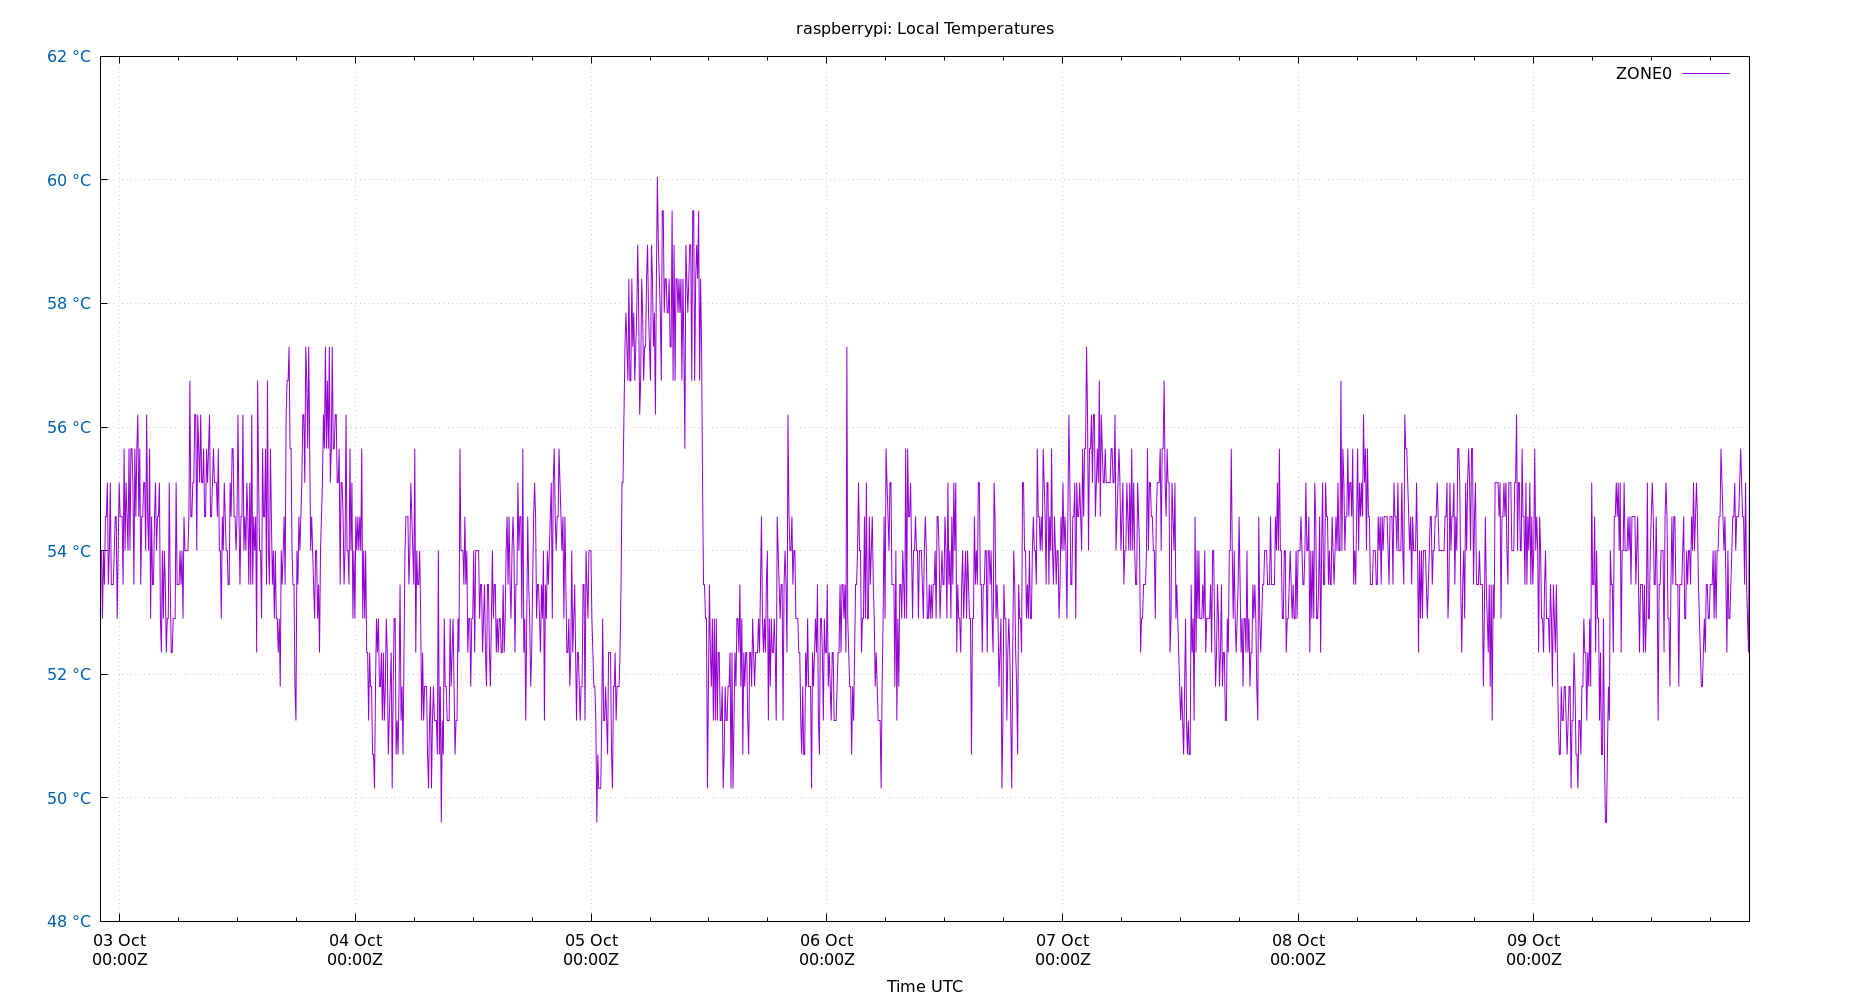 raspberrypi: Local Temperatures
62 °C
ZONE0
60 °C
58 °C
56 °C
54 °C
52 °C
50 °C
48 °C
03 Oct 04 Oct 05 Oct 06 Oct 07 Oct 08 Oct 09 Oct
00:00Z 00:00Z 00:00Z 00:00Z 00:00Z 00:00Z 00:00Z
Time UTC